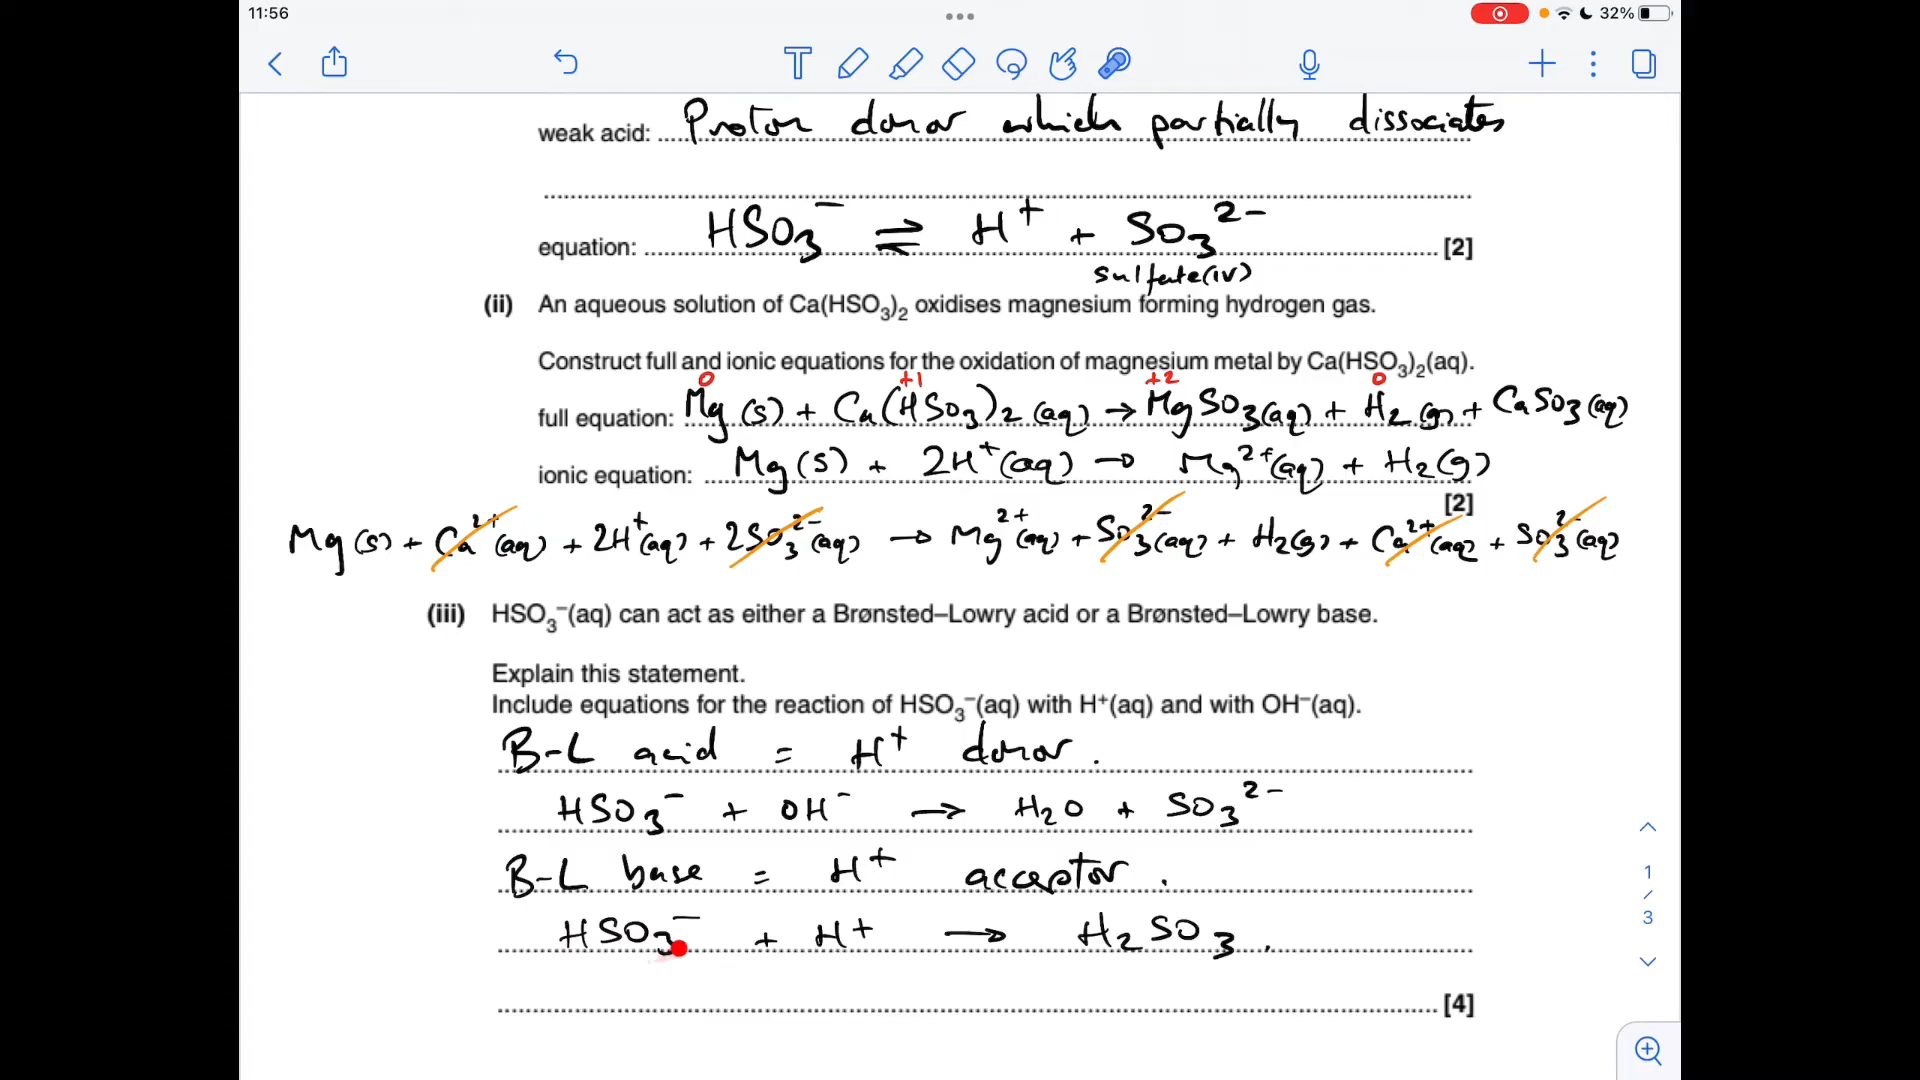 11:56
32%
weak acid: Proton donor which partially dissociates
equation: HSO₃⁻ ⇌ H⁺ + SO₃²⁻ [2]
sulfate(IV)
(ii) An aqueous solution of Ca(HSO₃)₂ oxidises magnesium forming hydrogen gas.
Construct full and ionic equations for the oxidation of magnesium metal by Ca(HSO₃)₂(aq).
0 +1 +2 0
full equation: Mg(s) + Ca(HSO₃)₂(aq) → MgSO₃(aq) + H₂(g) + CaSO₃(aq)
ionic equation: Mg(s) + 2H⁺(aq) → Mg²⁺(aq) + H₂(g)
[2]
Mg(s) + Ca²⁺(aq) + 2H⁺(aq) + 2SO₃²⁻(aq) → Mg²⁺(aq) + SO₃²⁻(aq) + H₂(g) + Ca²⁺(aq) + SO₃²⁻(aq)
(iii) HSO₃⁻(aq) can act as either a Brønsted–Lowry acid or a Brønsted–Lowry base.
Explain this statement.
Include equations for the reaction of HSO₃⁻(aq) with H⁺(aq) and with OH⁻(aq).
B-L acid = H⁺ donor.
HSO₃⁻ + OH⁻ → H₂O + SO₃²⁻
B-L base = H⁺ acceptor.
HSO₃⁻ + H⁺ → H₂SO₃.
[4]
1
/
3